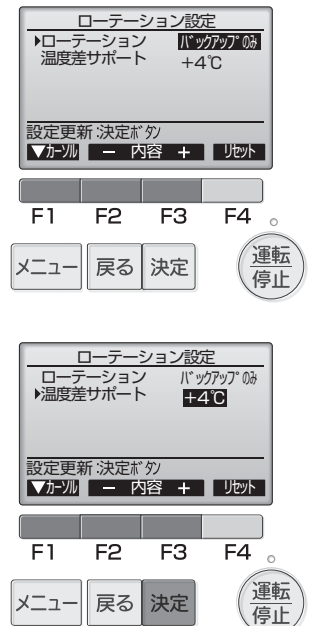 ローテーション設定
▶ローテーション バックアップのみ
温度差サポート +4℃
設定更新:決定ボタン
▼カーソル − 内容 + リセット
F1 F2 F3 F4
メニュー 戻る 決定 運転
停止
ローテーション設定
ローテーション バックアップのみ
▶温度差サポート +4℃
設定更新:決定ボタン
▼カーソル − 内容 + リセット
F1 F2 F3 F4
メニュー 戻る 決定 運転
停止